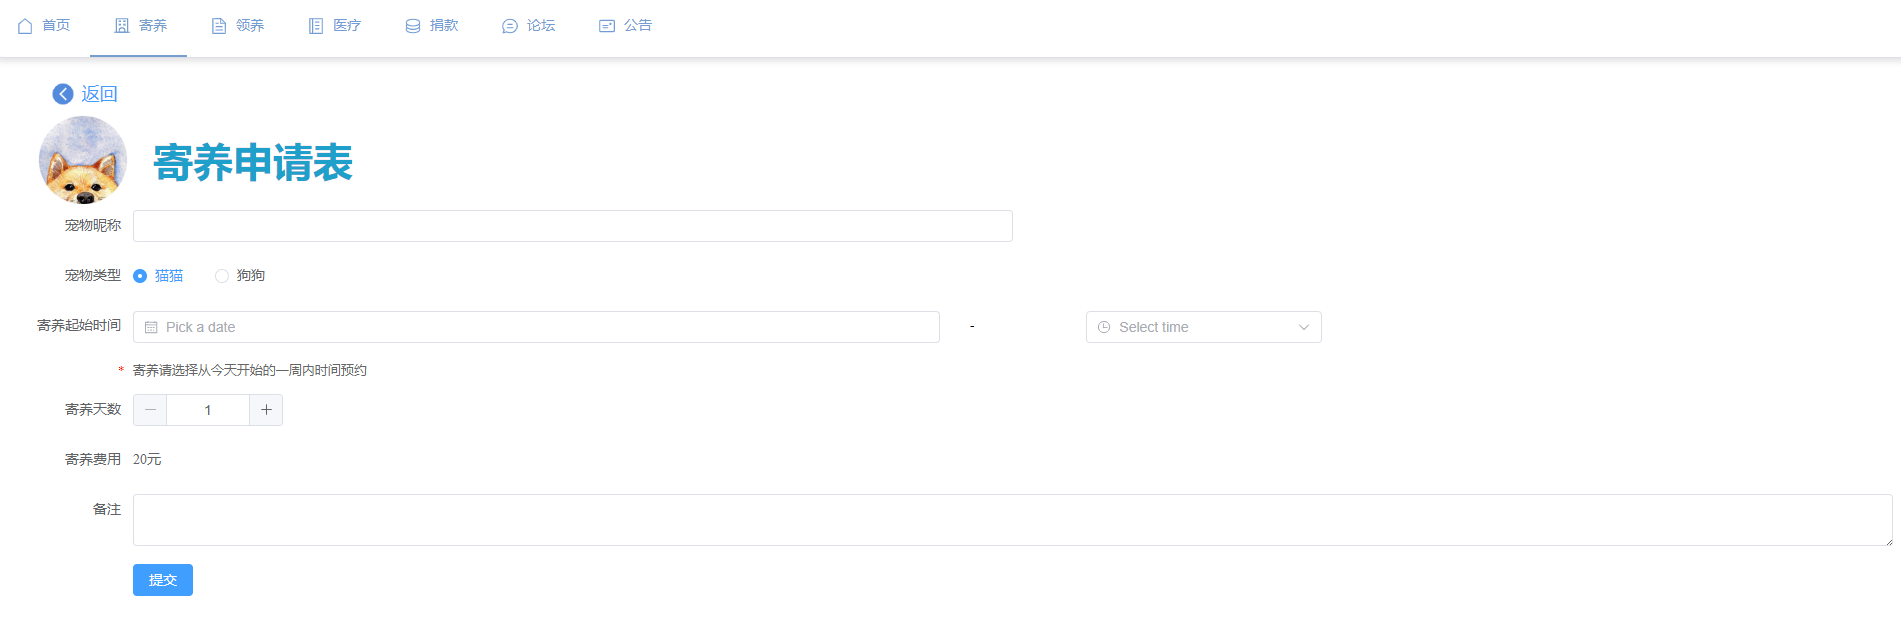 首页 寄养 领养 医疗 捐款 论坛 公告
返回
寄养申请表
宠物昵称
宠物类型 猫猫 狗狗
寄养起始时间 Pick a date - Select time
* 寄养请选择从今天开始的一周内时间预约
寄养天数 1
寄养费用 20元
备注
提交